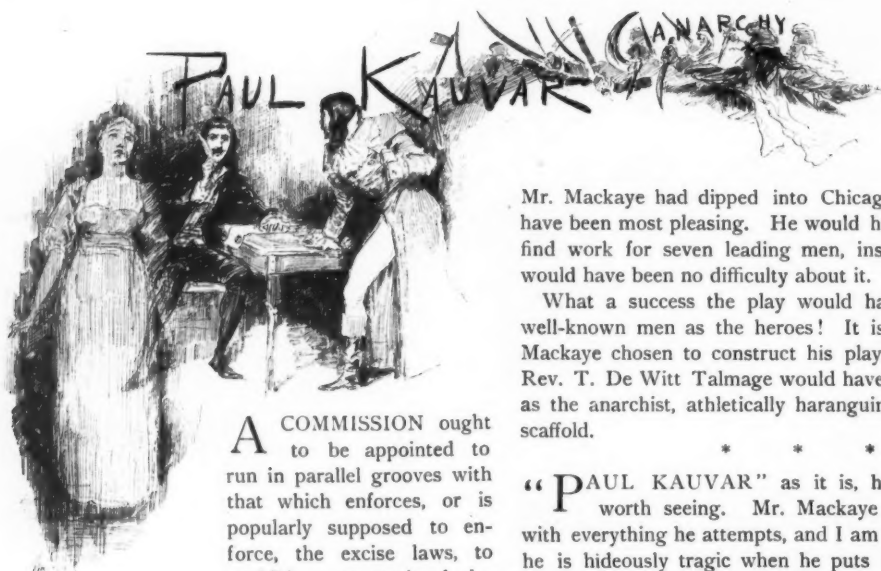 PAUL KAUVAR
ANARCHY
A COMMISSION ought
to be appointed to
run in parallel grooves with
that which enforces, or is
popularly supposed to en-
force, the excise laws, to
Mr. Mackaye had dipped into Chicag
have been most pleasing. He would h
find work for seven leading men, ins
would have been no difficulty about it.
What a success the play would ha
well-known men as the heroes! It is
Mackaye chosen to construct his play
Rev. T. De Witt Talmage would have
as the anarchist, athletically haranguin
scaffold.
* * *
“PAUL KAUVAR” as it is, h
worth seeing. Mr. Mackaye
with everything he attempts, and I am
he is hideously tragic when he puts